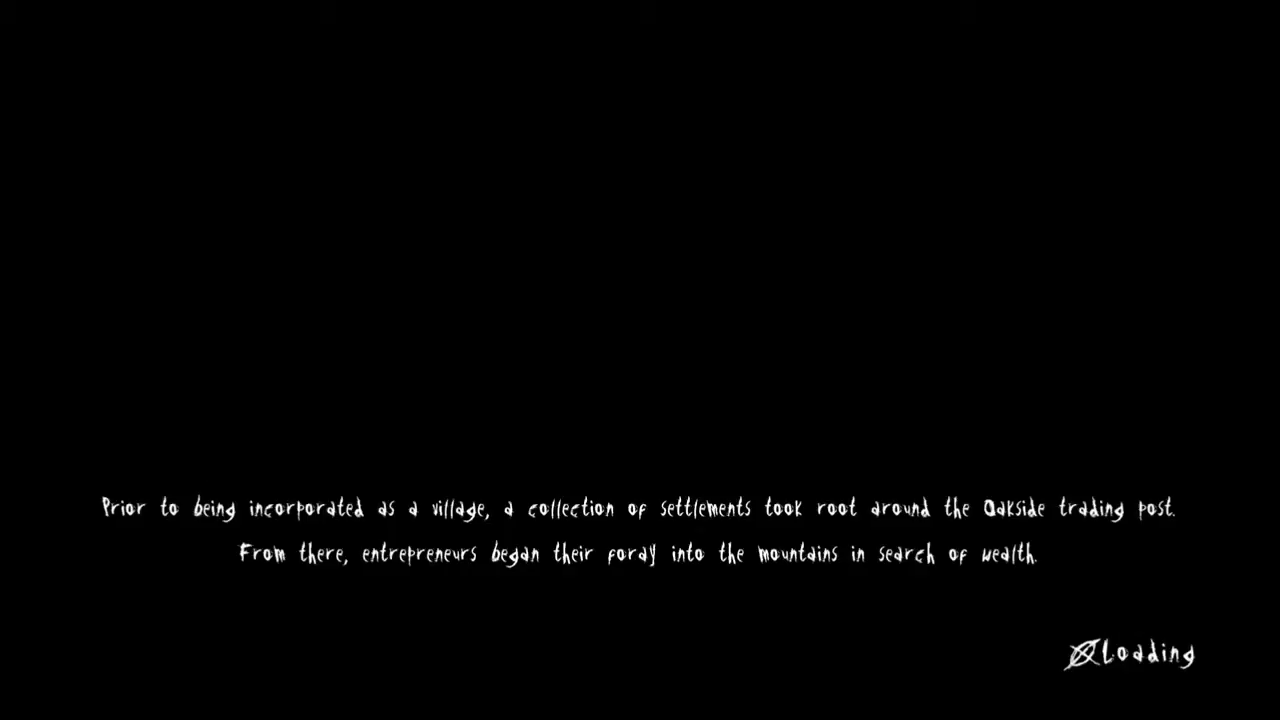 Prior to being incorporated as a village, a collection of settlements took root around the Oakside trading post.
From there, entrepreneurs began their foray into the mountains in search of wealth.
Loading